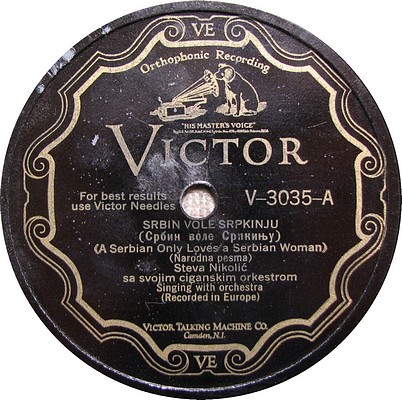 VE
Orthophonic Recording
"HIS MASTER'S VOICE"
VICTOR
For best results
use Victor Needles
V-3035-A
SRBIN VOLE SRPKINJU
(Србин воле Српкињу)
(A Serbian Only Loves a Serbian Woman)
(Narodna pesma)
Steva Nikolić
sa svojim ciganskim orkestrom
Singing with orchestra
(Recorded in Europe)
VICTOR TALKING MACHINE CO.
Camden, N.J.
VE